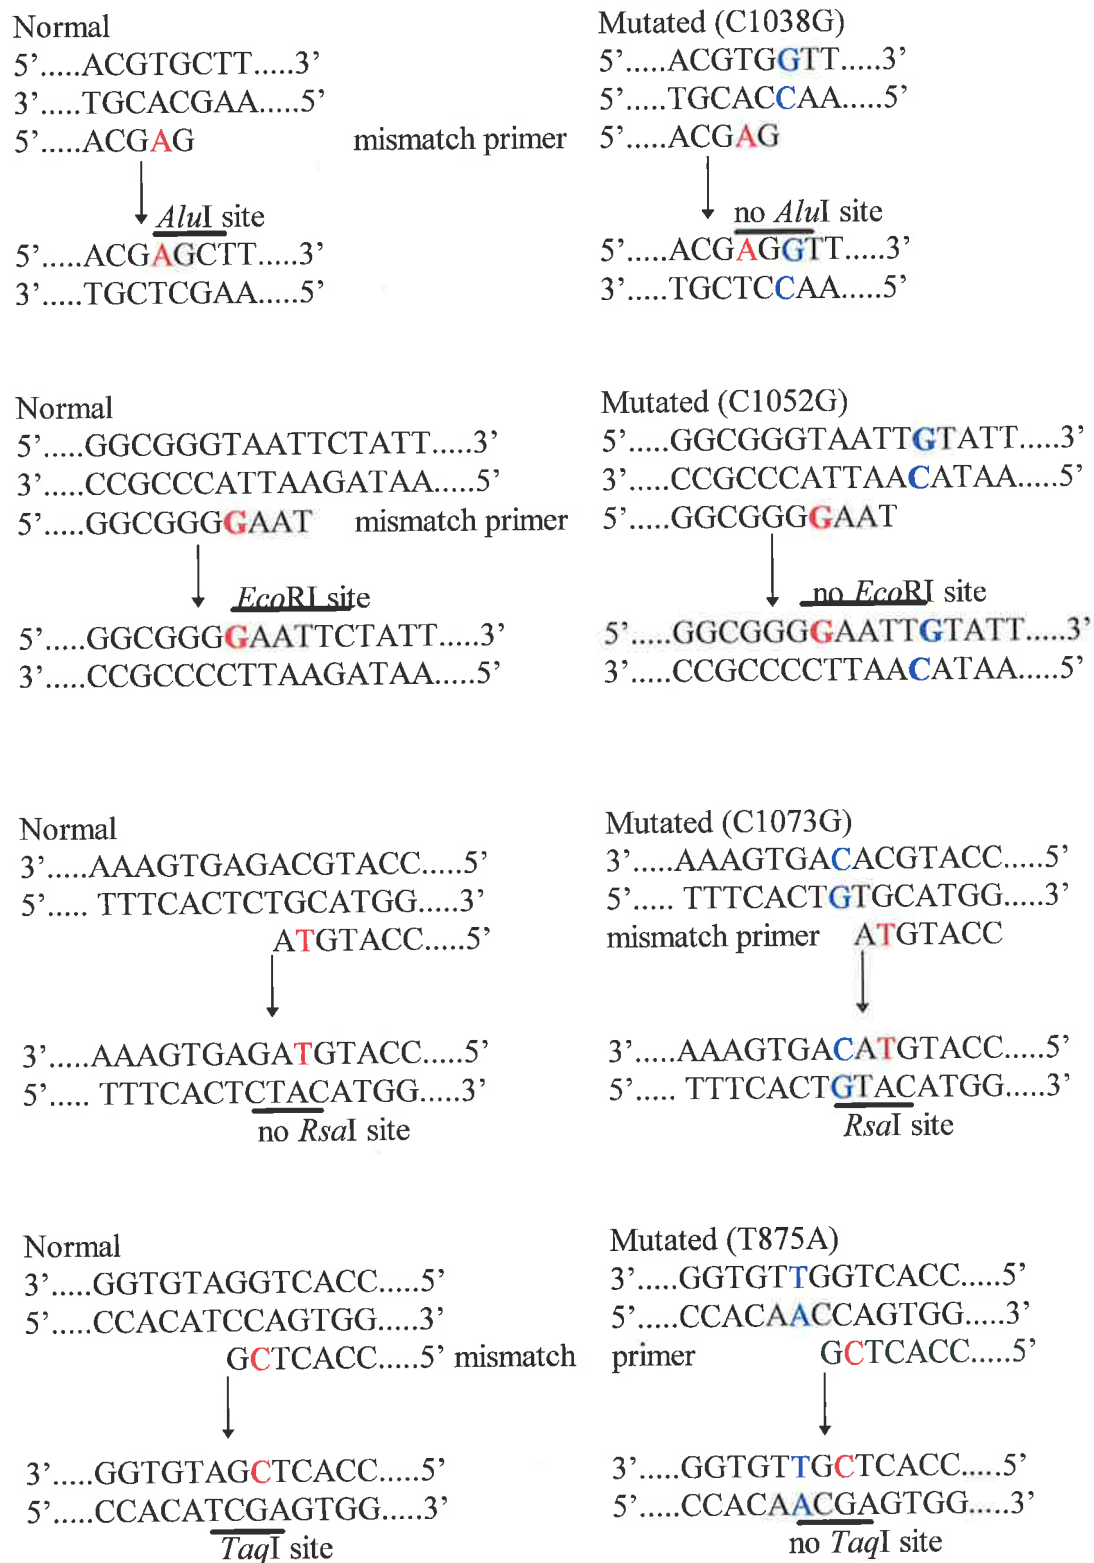 Normal
5’.....ACGTGCTT.....3’
3’.....TGCACGAA.....5’
5’.....ACGAG mismatch primer
AluI site
5’.....ACGAGCTT.....3’
3’.....TGCTCGAA.....5’
Mutated (C1038G)
5’.....ACGTGGTT.....3’
5’.....TGCACCAA.....5’
5’.....ACGAG
no AluI site
5’.....ACGAGGTT.....3’
3’.....TGCTCCAA.....5’
Normal
5’.....GGCGGGTAATTCTATT.....3’
3’.....CCGCCCATTAAGATAA.....5’
5’.....GGCGGGGAAT mismatch primer
EcoRI site
5’.....GGCGGGGAATTCTATT.....3’
3’.....CCGCCCCTTAAGATAA.....5’
Mutated (C1052G)
5’.....GGCGGGTAATTGTATT.....3’
3’.....CCGCCCATTAACATAA.....5’
5’.....GGCGGGGAAT
no EcoRI site
5’.....GGCGGGGAATTGTATT.....3’
3’.....CCGCCCCTTAACATAA.....5’
Normal
3’.....AAAGTGAGACGTACC.....5’
5’..... TTTCACTCTGCATGG.....3’
ATGTACC.....5’
3’.....AAAGTGAGATGTACC.....5’
5’..... TTTCACTCTACATGG.....3’
no RsaI site
Mutated (C1073G)
3’.....AAAGTGACACGTACC.....5’
5’..... TTTCACTGTGCATGG.....3’
mismatch primer ATGTACC
3’.....AAAGTGACATGTACC.....5’
5’..... TTTCACTGTACATGG.....3’
RsaI site
Normal
3’.....GGTGTAGGTCACC.....5’
5’.....CCACATCCAGTGG.....3’
GCTCACC.....5’ mismatch primer
3’.....GGTGTAGCTCACC.....5’
5’.....CCACATCGAGTGG.....3’
TaqI site
Mutated (T875A)
3’.....GGTGTTGGTCACC.....5’
5’.....CCACAACCAGTGG.....3’
GCTCACC.....5’
3’.....GGTGTTGCTCACC.....5’
5’.....CCACAACGAGTGG.....3’
no TaqI site